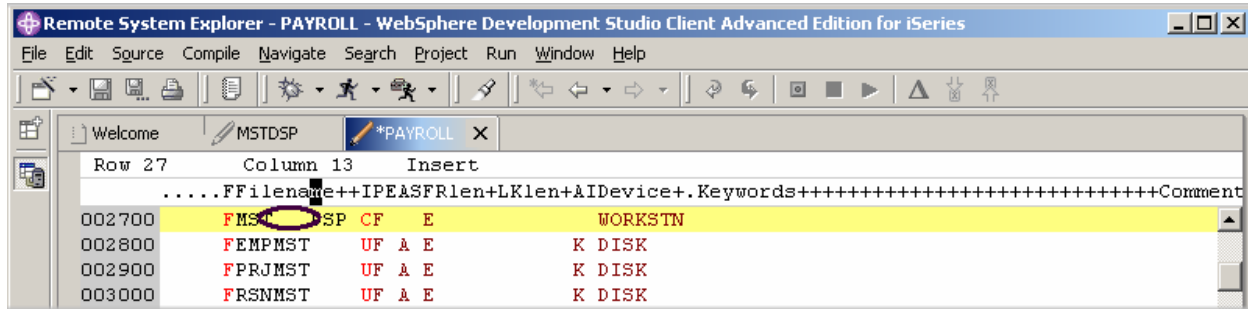 Remote System Explorer - PAYROLL - WebSphere Development Studio Client Advanced Edition for iSeries
File Edit Source Compile Navigate Search Project Run Window Help
Welcome MSTDSP *PAYROLL
Row 27 Column 13 Insert
.....FFilename++IPEASFRlen+LKlen+AIDevice+.Keywords+++++++++++++++++++++++++++++Comment
002700 FMST DSP CF E WORKSTN
002800 FEMPMST UF A E K DISK
002900 FPRJMST UF A E K DISK
003000 FRSNMST UF A E K DISK